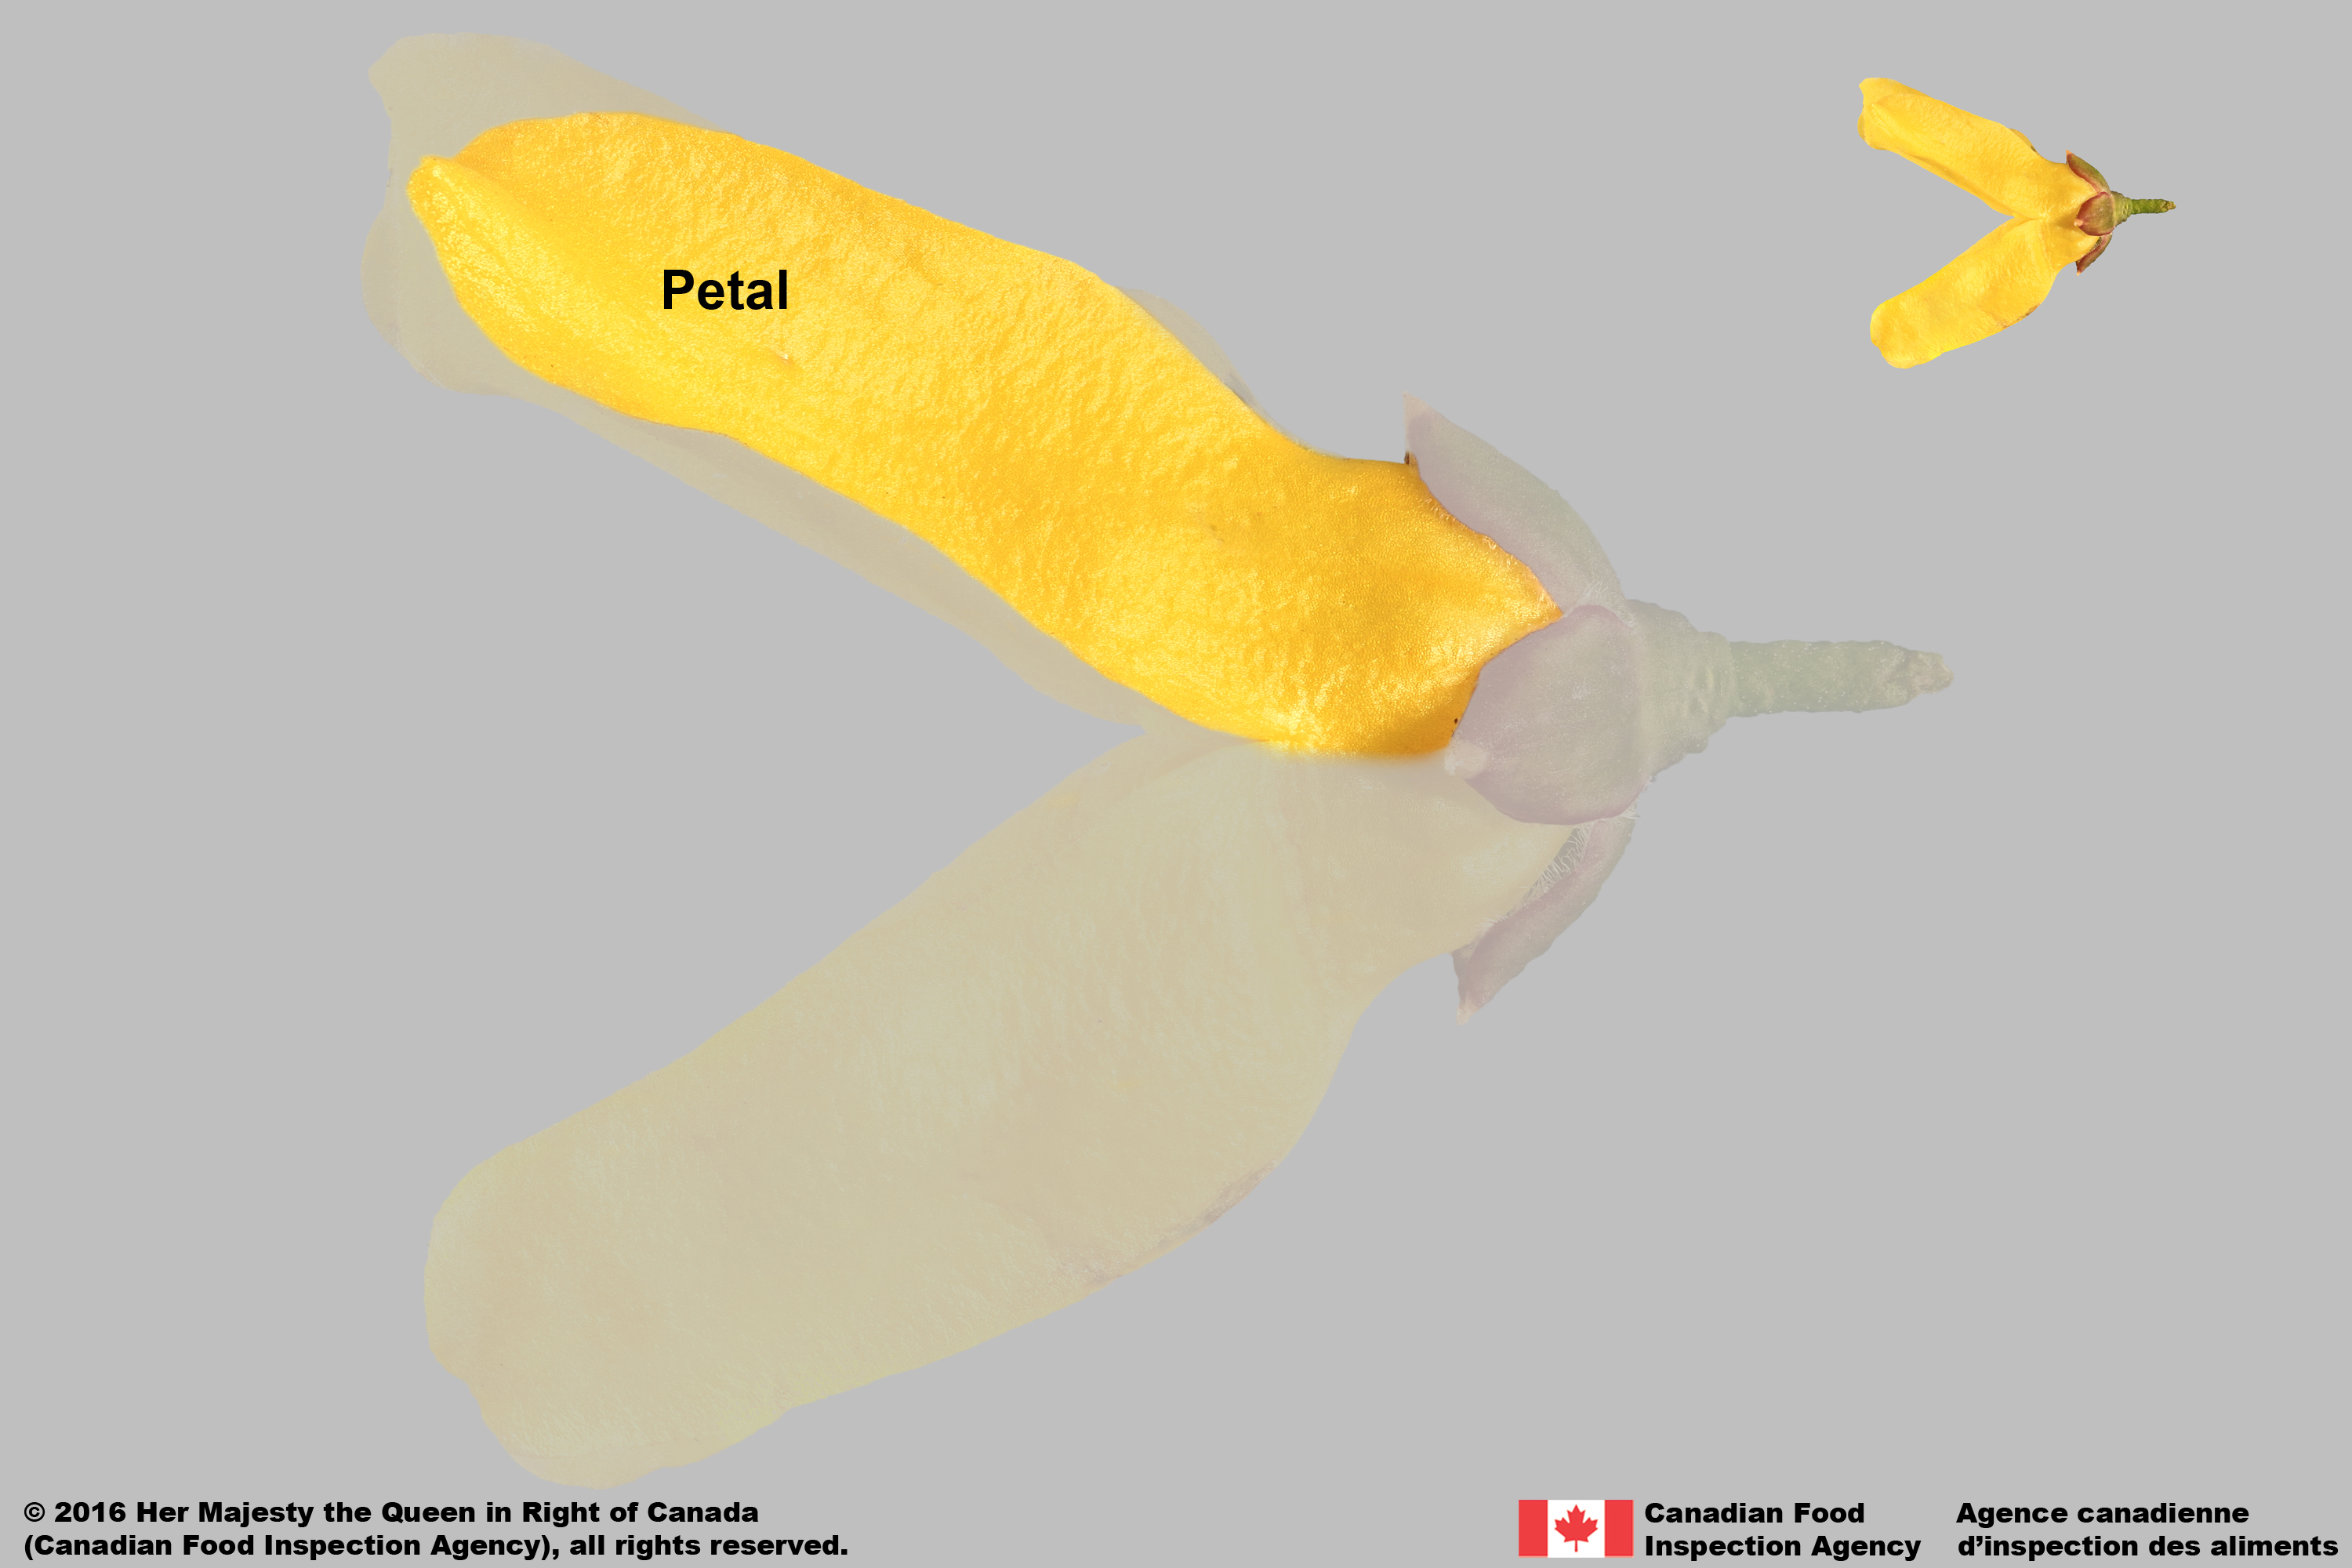 Petal
© 2016 Her Majesty the Queen in Right of Canada
(Canadian Food Inspection Agency), all rights reserved.
Canadian Food
Inspection Agency
Agence canadienne
d’inspection des aliments